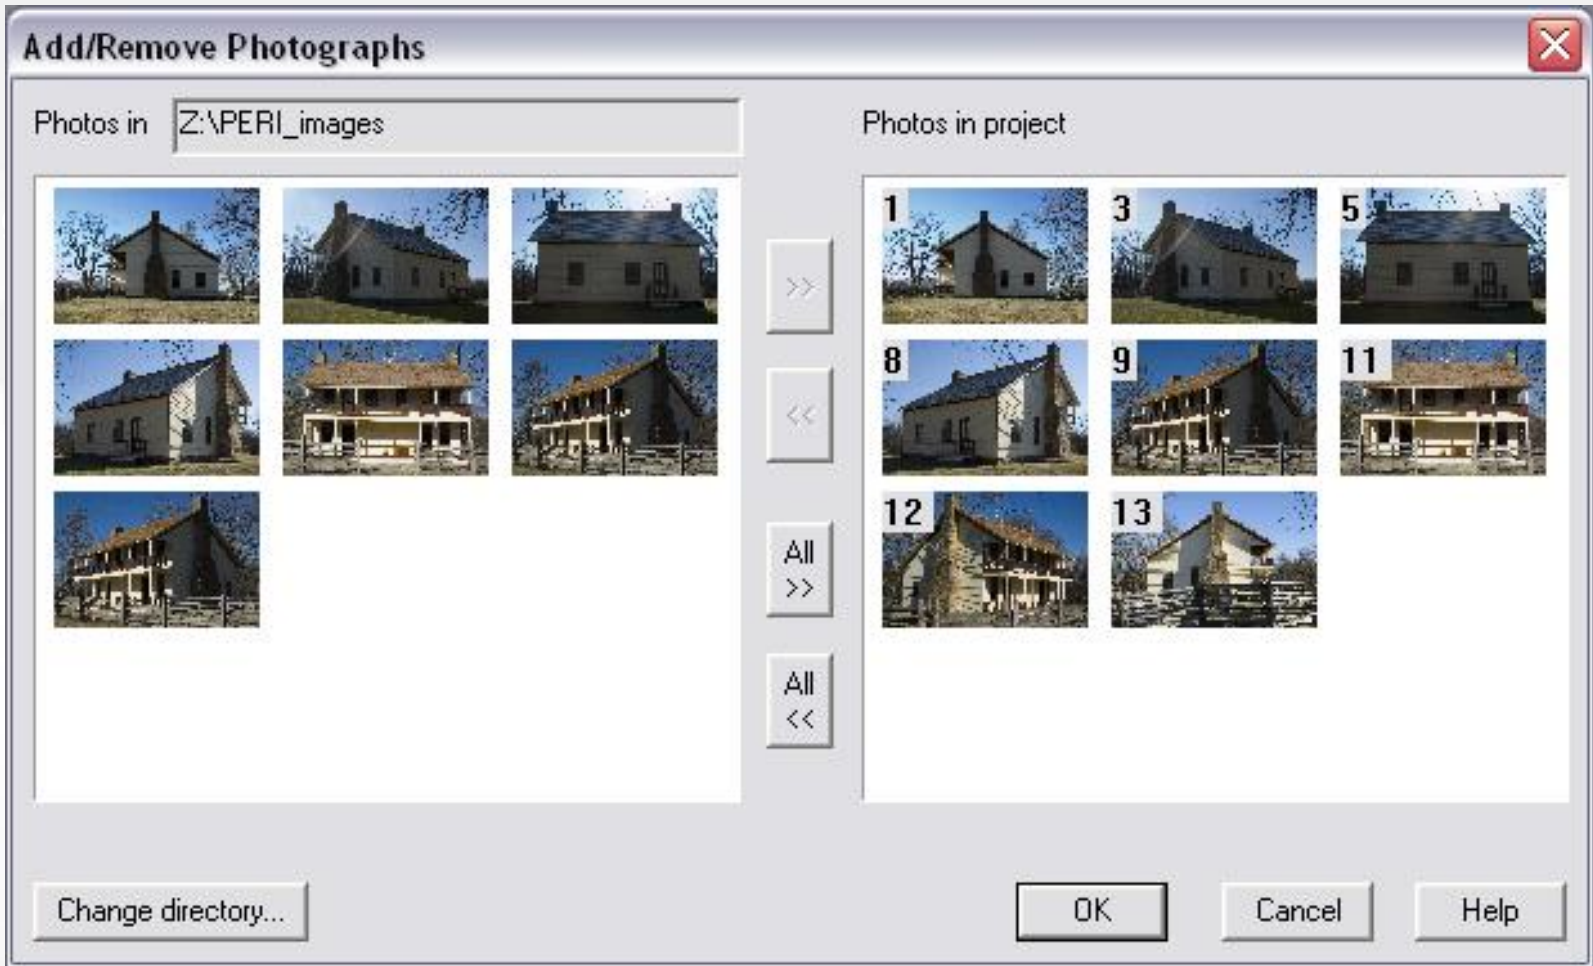 Add/Remove Photographs
Photos in Z:\PERI_images
Photos in project
1 3 5
8 9 11
12 13
>>
<<
All
>>
All
<<
Change directory...
OK Cancel Help